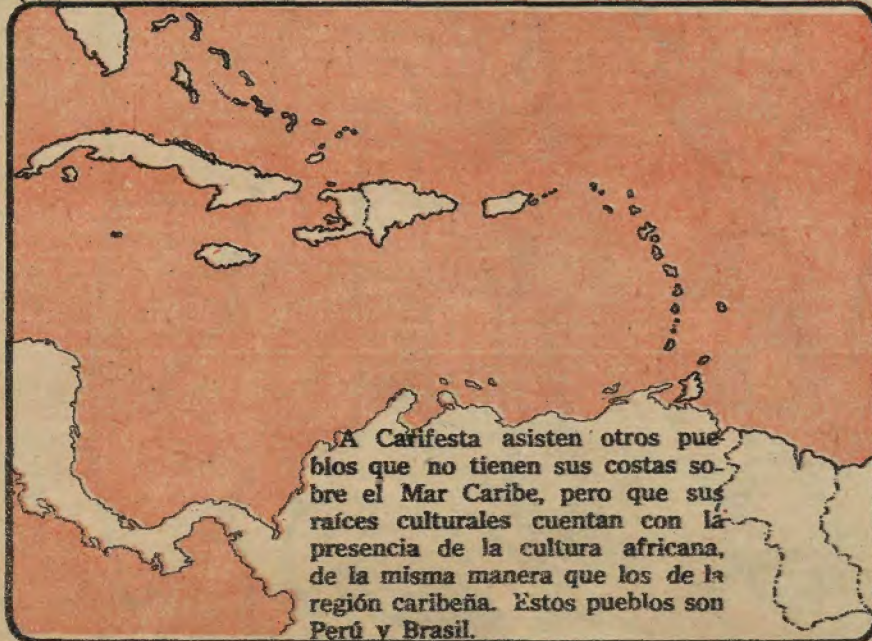 A Carifesta asisten otros pue-
blos que no tienen sus costas so-
bre el Mar Caribe, pero que sus
raíces culturales cuentan con la
presencia de la cultura africana,
de la misma manera que los de la
región caribeña. Estos pueblos son
Perú y Brasil.